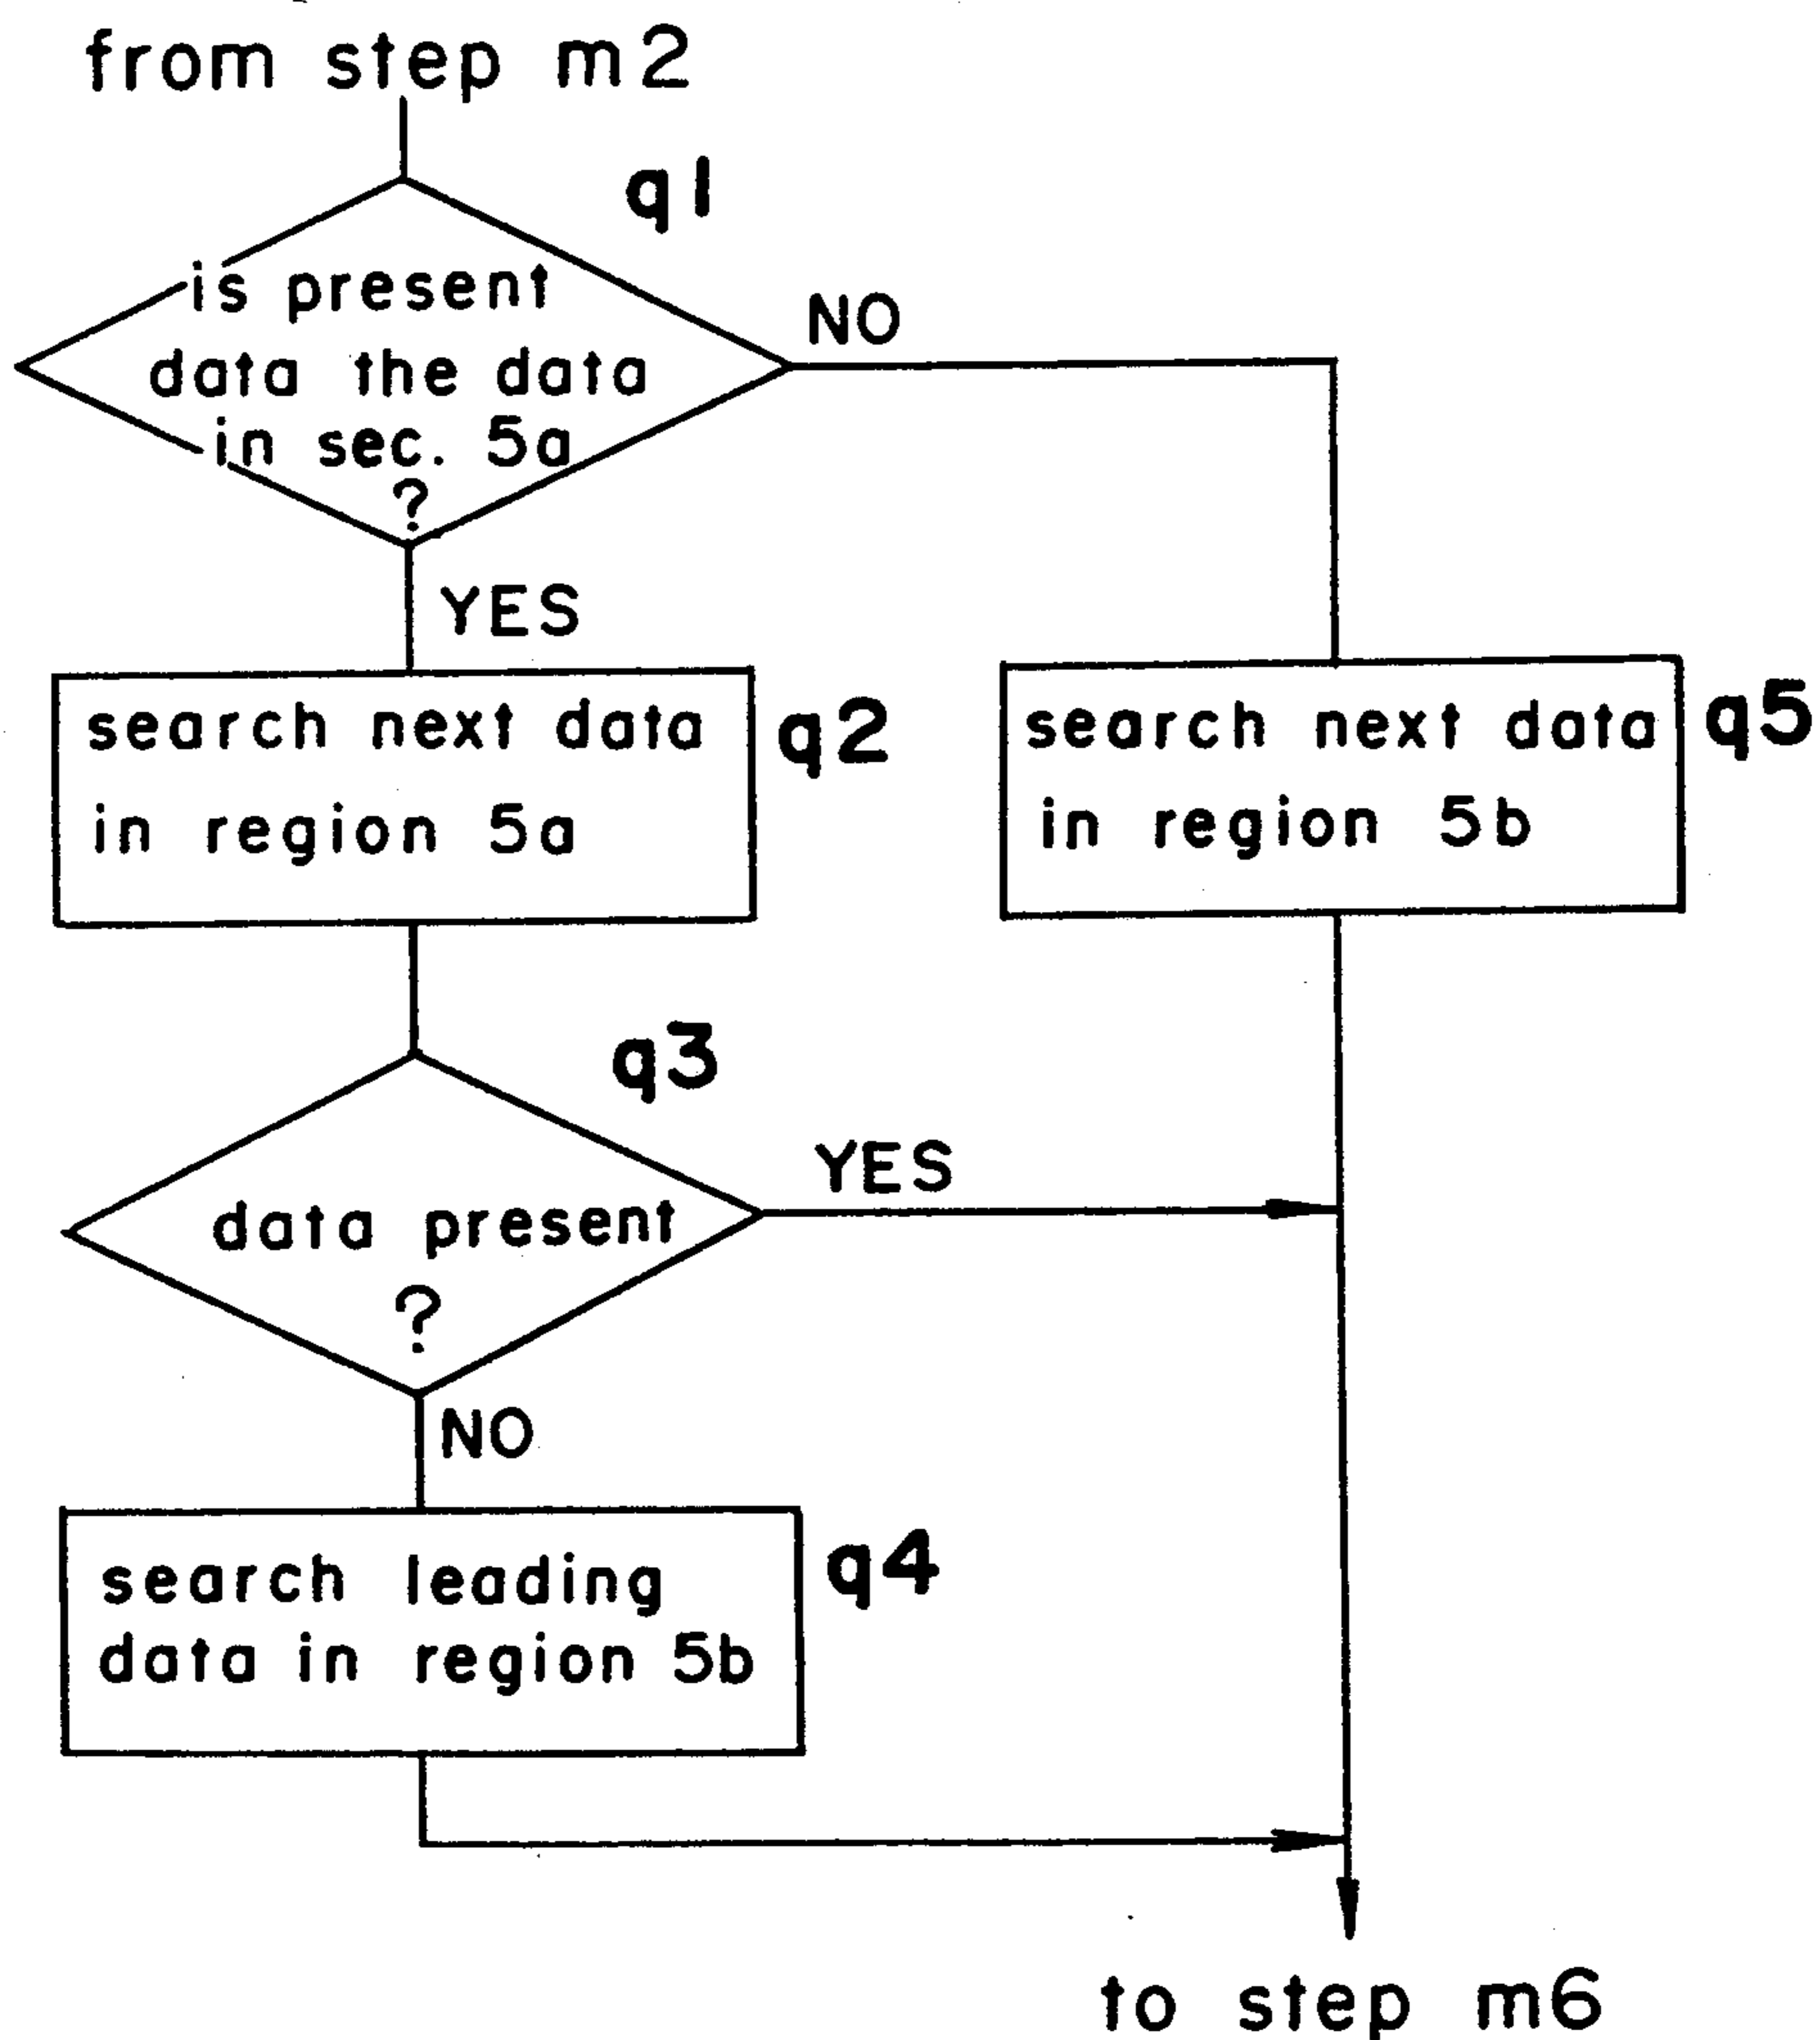 from step m2
q1
is present
data the data
in sec. 5a
?
NO
YES
search next data
in region 5a
q2
search next data
in region 5b
q5
q3
data present
?
YES
NO
search leading
data in region 5b
q4
to step m6